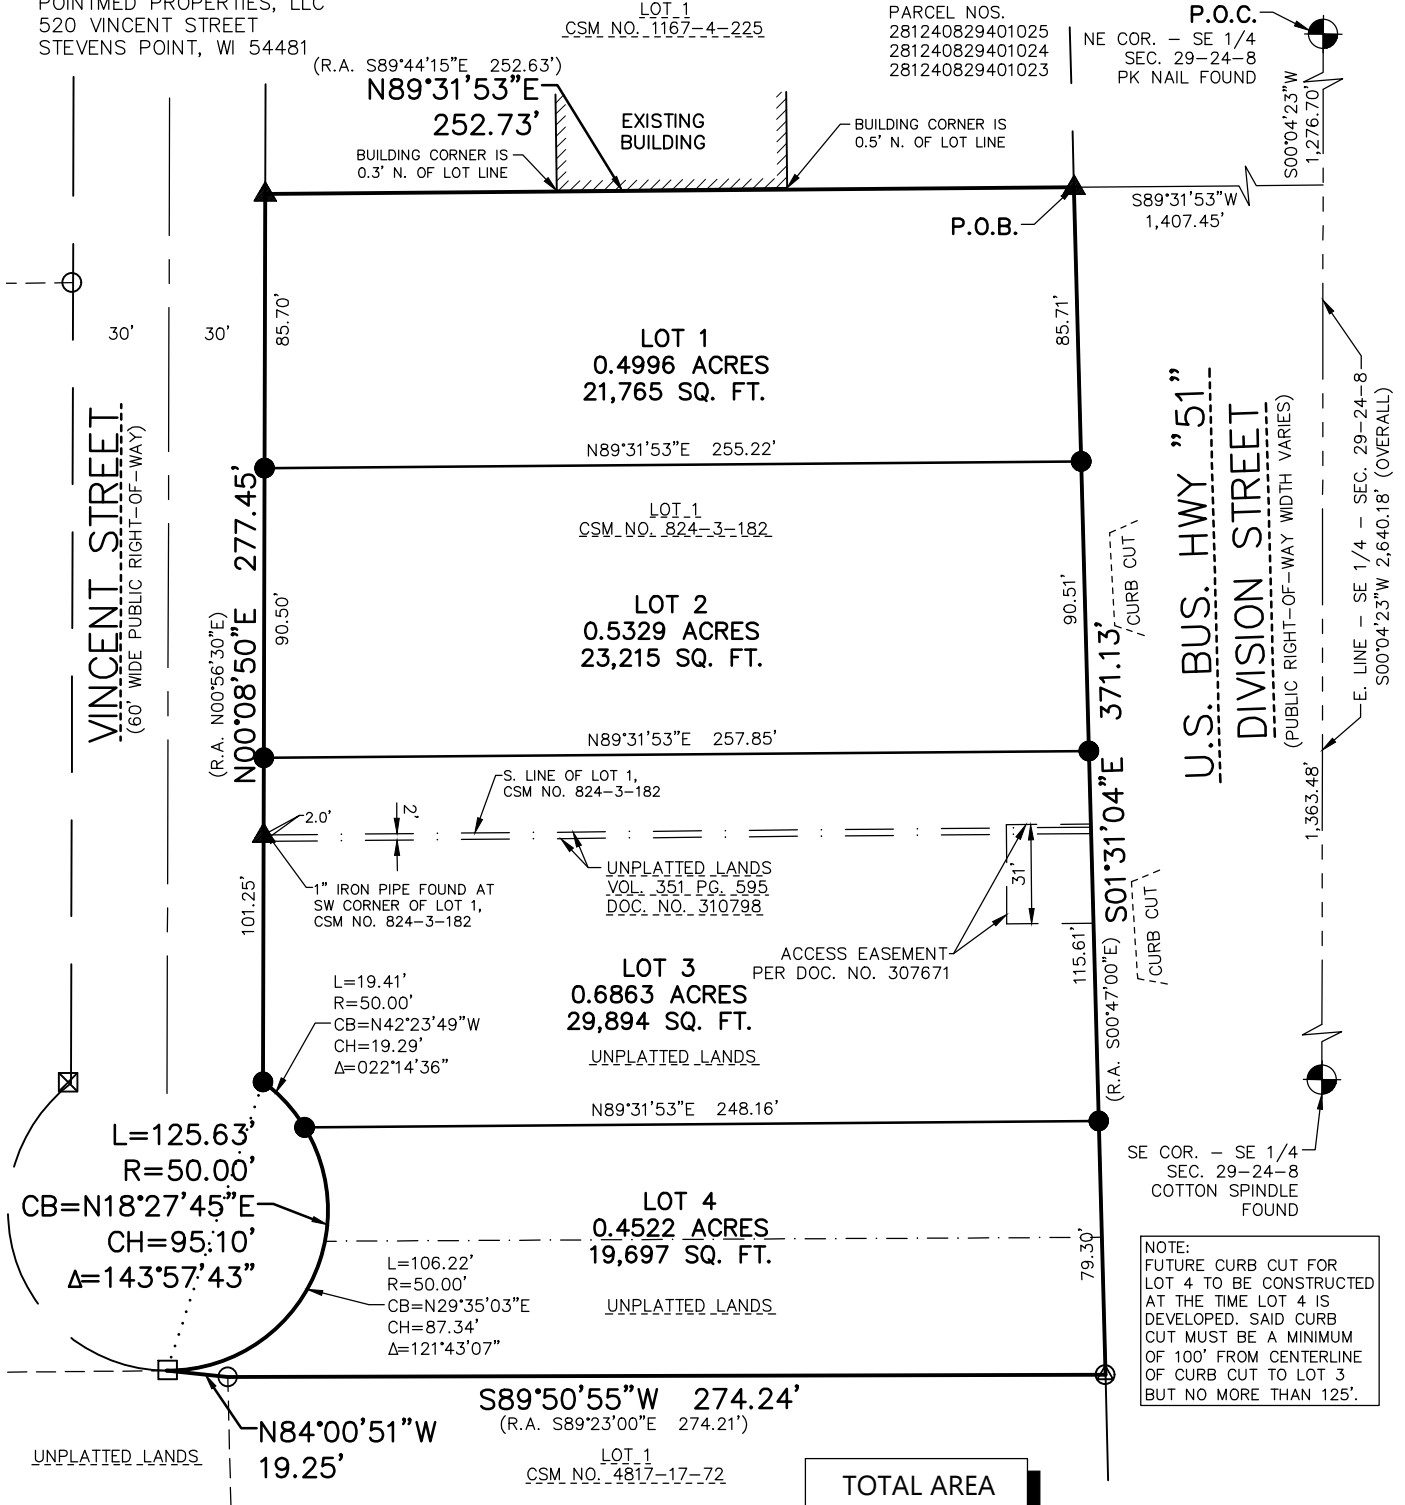 POINTMED PROPERTIES, LLC
520 VINCENT STREET
STEVENS POINT, WI 54481
LOT 1
CSM NO. 1167-4-225
PARCEL NOS.
281240829401025
281240829401024
281240829401023
P.O.C.
NE COR. - SE 1/4
SEC. 29-24-8
PK NAIL FOUND
S00°04'23"W
1,276.70'
(R.A. S89°44'15"E 252.63')
N89°31'53"E
252.73'
BUILDING CORNER IS
0.3' N. OF LOT LINE
EXISTING
BUILDING
BUILDING CORNER IS
0.5' N. OF LOT LINE
S89°31'53"W
1,407.45'
P.O.B.
30'
30'
85.70'
85.71'
LOT 1
0.4996 ACRES
21,765 SQ. FT.
N89°31'53"E 255.22'
LOT 1
CSM NO. 824-3-182
VINCENT STREET
(60' WIDE PUBLIC RIGHT-OF-WAY)
(R.A. N00°56'30"E)
N00°08'50"E 277.45'
90.50'
LOT 2
0.5329 ACRES
23,215 SQ. FT.
90.51'
CURB CUT
U.S. BUS. HWY "51"
DIVISION STREET
(PUBLIC RIGHT-OF-WAY WIDTH VARIES)
E. LINE - SE 1/4 - SEC. 29-24-8
S00°04'23"W 2,640.18' (OVERALL)
1,363.48'
N89°31'53"E 257.85'
S. LINE OF LOT 1,
CSM NO. 824-3-182
2.0'
2'
UNPLATTED LANDS
VOL. 351 PG. 595
DOC. NO. 310798
1" IRON PIPE FOUND AT
SW CORNER OF LOT 1,
CSM NO. 824-3-182
101.25'
31'
ACCESS EASEMENT
PER DOC. NO. 307671
115.61'
(R.A. S00°47'00"E)
S01°31'04"E 371.13'
CURB CUT
LOT 3
0.6863 ACRES
29,894 SQ. FT.
UNPLATTED LANDS
L=19.41'
R=50.00'
CB=N42°23'49"W
CH=19.29'
Δ=022°14'36"
N89°31'53"E 248.16'
L=125.63'
R=50.00'
CB=N18°27'45"E
CH=95.10'
Δ=143°57'43"
SE COR. - SE 1/4
SEC. 29-24-8
COTTON SPINDLE
FOUND
LOT 4
0.4522 ACRES
19,697 SQ. FT.
79.30'
L=106.22'
R=50.00'
CB=N29°35'03"E
CH=87.34'
Δ=121°43'07"
UNPLATTED LANDS
NOTE:
FUTURE CURB CUT FOR
LOT 4 TO BE CONSTRUCTED
AT THE TIME LOT 4 IS
DEVELOPED. SAID CURB
CUT MUST BE A MINIMUM
OF 100' FROM CENTERLINE
OF CURB CUT TO LOT 3
BUT NO MORE THAN 125'.
S89°50'55"W 274.24'
(R.A. S89°23'00"E 274.21')
N84°00'51"W
19.25'
UNPLATTED LANDS
LOT 1
CSM NO. 4817-17-72
TOTAL AREA